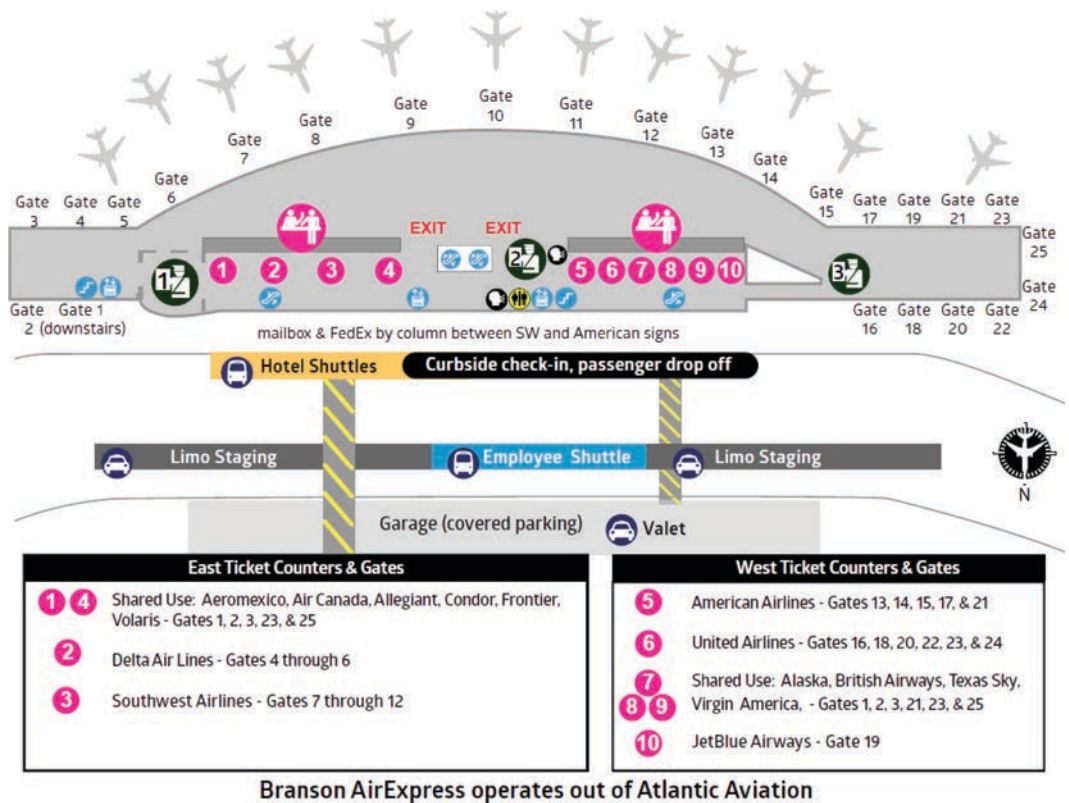 Gate
3
Gate
4
Gate
5
Gate
6
Gate
7
Gate
8
Gate
9
Gate
10
Gate
11
Gate
12
Gate
13
Gate
14
Gate
15
Gate
17
Gate
19
Gate
21
Gate
23
Gate
25
Gate
24
EXIT EXIT
1 2 3
1 2 3 4 5 6 7 8 9 10
Gate
2
Gate 1
(downstairs)
Gate
16
Gate
18
Gate
20
Gate
22
mailbox & FedEx by column between SW and American signs
Hotel Shuttles
Curbside check-in, passenger drop off
Limo Staging
Employee Shuttle
Limo Staging
N
Garage (covered parking)
Valet
East Ticket Counters & Gates
1 4 Shared Use: Aeromexico, Air Canada, Allegiant, Condor, Frontier,
Volaris - Gates 1, 2, 3, 23, & 25
2 Delta Air Lines - Gates 4 through 6
3 Southwest Airlines - Gates 7 through 12
West Ticket Counters & Gates
5 American Airlines - Gates 13, 14, 15, 17, & 21
6 United Airlines - Gates 16, 18, 20, 22, 23, & 24
7 Shared Use: Alaska, British Airways, Texas Sky,
8 9 Virgin America, - Gates 1, 2, 3, 21, 23, & 25
10 JetBlue Airways - Gate 19
Branson AirExpress operates out of Atlantic Aviation